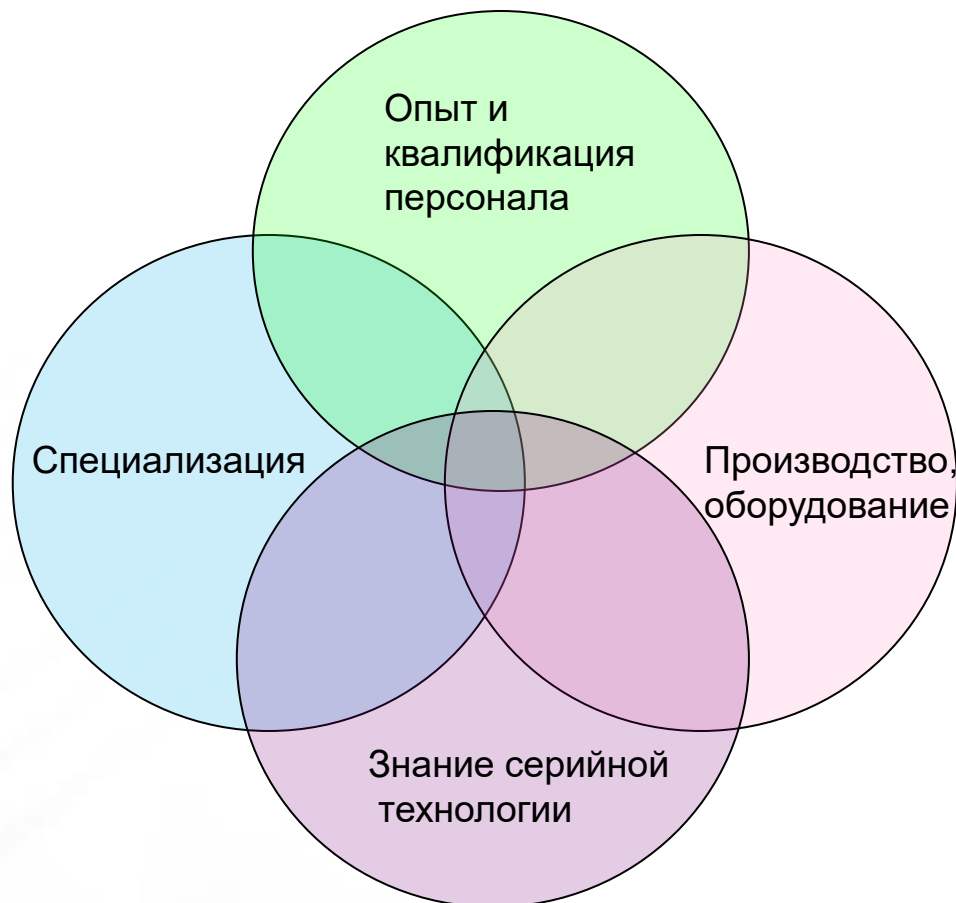 Опыт и
квалификация
персонала
Специализация
Производство,
оборудование
Знание серийной
технологии